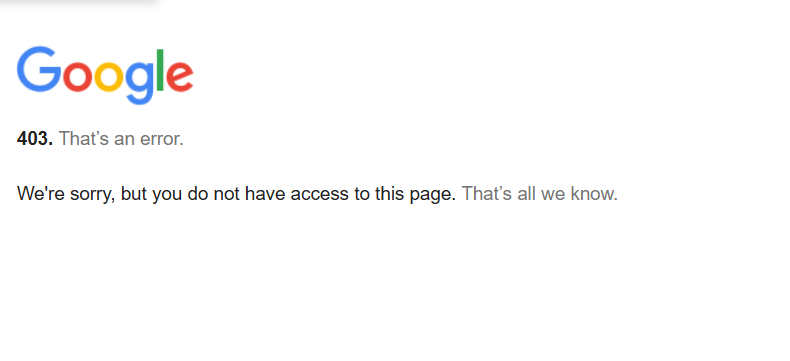 Google
403. That’s an error.
We're sorry, but you do not have access to this page. That’s all we know.